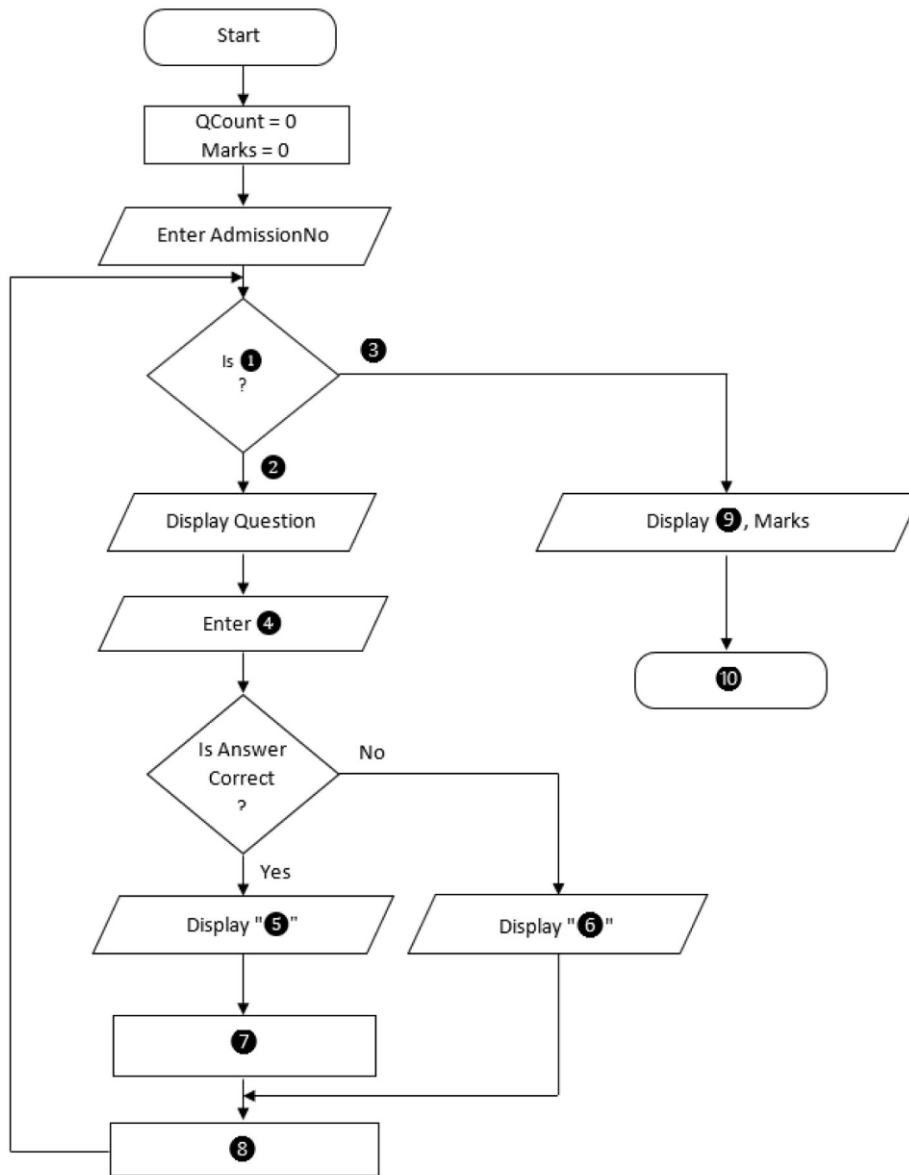 Start
QCount = 0
Marks = 0
Enter AdmissionNo
Is ❶
?
❸
❷
Display Question
Display ❾, Marks
Enter ❹
❿
Is Answer
Correct
?
No
Yes
Display "❺"
Display "❻"
❼
❽